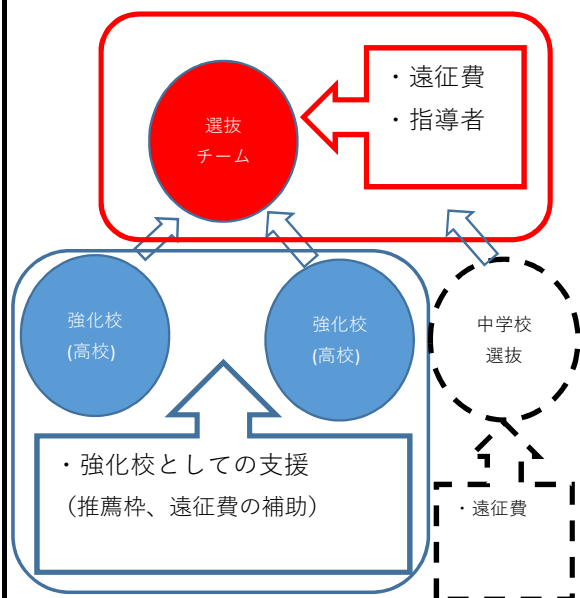 ・遠征費
・指導者
選抜
チーム
強化校
(高校)
強化校
(高校)
中学校
選抜
・強化校としての支援
（推薦枠、遠征費の補助）
・遠征費